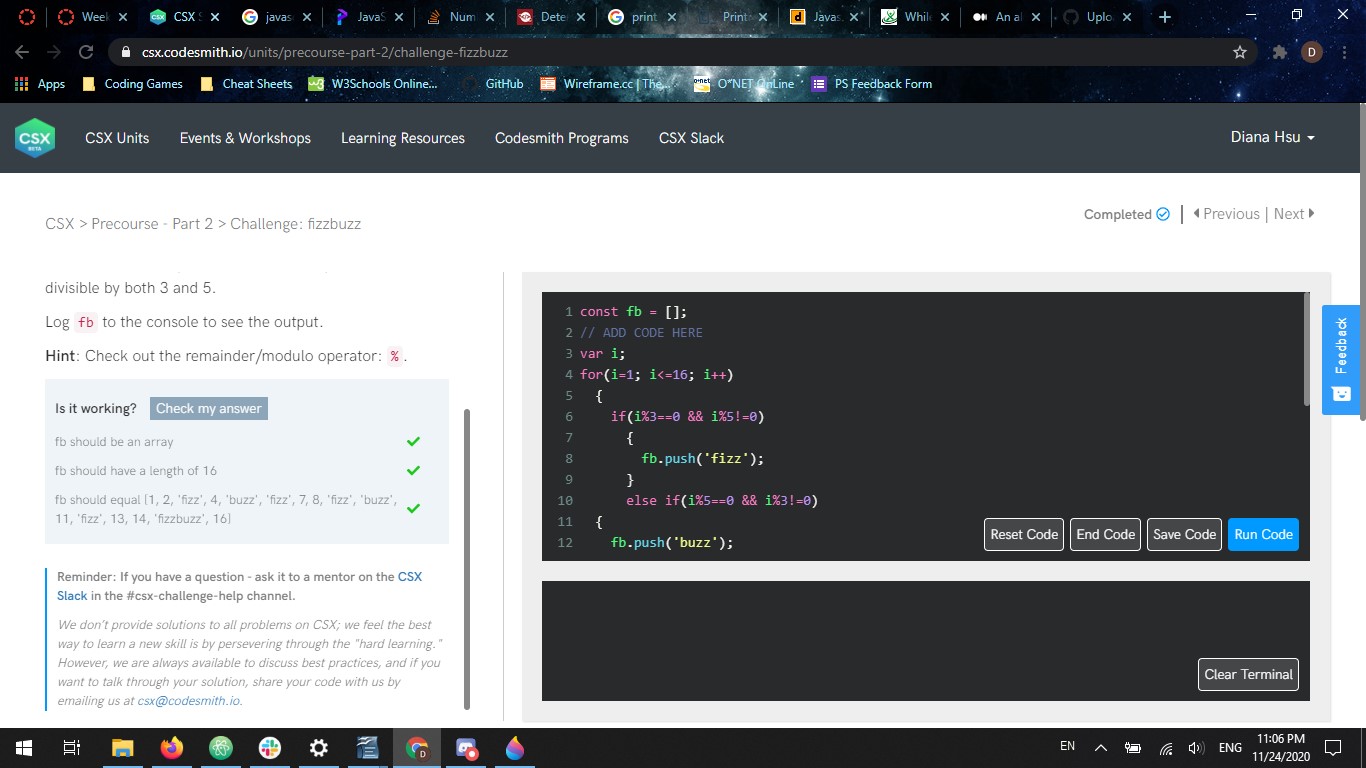 Week
CSX S
javas
JavaS
Num
Dete
print
Printi
Javas
While
An al
Uplo
csx.codesmith.io/units/precourse-part-2/challenge-fizzbuzz
D
Apps
Coding Games
Cheat Sheets
W3Schools Online...
GitHub
Wireframe.cc | The...
O*NET OnLine
PS Feedback Form
CSX
BETA
CSX Units
Events & Workshops
Learning Resources
Codesmith Programs
CSX Slack
Diana Hsu
CSX > Precourse - Part 2 > Challenge: fizzbuzz
Completed
Previous | Next
divisible by both 3 and 5.
Log fb to the console to see the output.
Hint: Check out the remainder/modulo operator: %.
Is it working? Check my answer
fb should be an array
fb should have a length of 16
fb should equal [1, 2, 'fizz', 4, 'buzz', 'fizz', 7, 8, 'fizz', 'buzz',
11, 'fizz', 13, 14, 'fizzbuzz', 16]
Reminder: If you have a question - ask it to a mentor on the CSX
Slack in the #csx-challenge-help channel.
We don't provide solutions to all problems on CSX; we feel the best
way to learn a new skill is by persevering through the "hard learning."
However, we are always available to discuss best practices, and if you
want to talk through your solution, share your code with us by
emailing us at csx@codesmith.io.
1 const fb = [];
2 // ADD CODE HERE
3 var i;
4 for(i=1; i<=16; i++)
5 {
6 if(i%3==0 && i%5!=0)
7 {
8 fb.push('fizz');
9 }
10 else if(i%5==0 && i%3!=0)
11 {
12 fb.push('buzz');
Reset Code
End Code
Save Code
Run Code
Clear Terminal
Feedback
EN
ENG
11:06 PM
11/24/2020